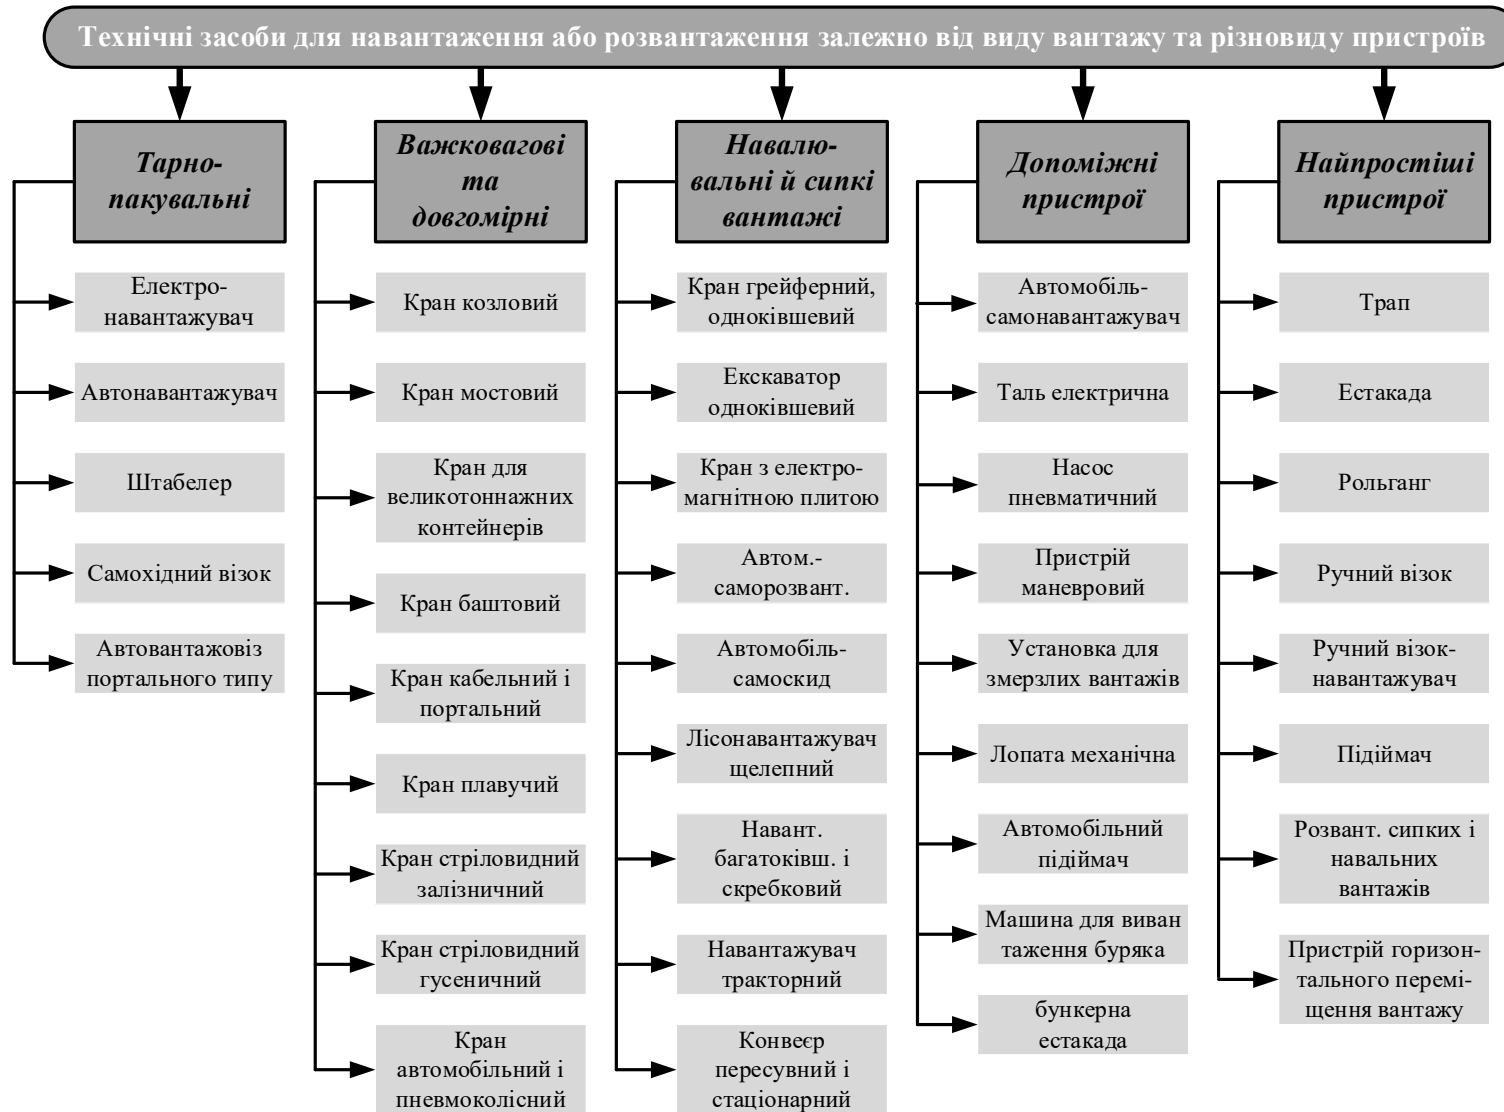 Технічні засоби для навантаження або розвантаження залежно від виду вантажу та різновиду пристроїв
Тарно-
пакувальні
Електро-
навантажувач
Автонавантажувач
Штабелер
Самохідний візок
Автовантажовіз
портального типу
Важковагові
та
довгомірні
Кран козловий
Кран мостовий
Кран для
великотоннажних
контейнерів
Кран баштовий
Кран кабельний і
портальний
Кран плавучий
Кран стріловидний
залізничний
Кран стріловидний
гусеничний
Кран
автомобільний і
пневмоколісний
Навалю-
вальні й сипкі
вантажі
Кран грейферний,
одноківшевий
Екскаватор
одноківшевий
Кран з електро-
магнітною плитою
Автом.-
саморозвант.
Автомобіль-
самоскид
Лісонавантажувач
щелепний
Навант.
багатоківш. і
скребковий
Навантажувач
тракторний
Конвеєр
пересувний і
стаціонарний
Допоміжні
пристрої
Автомобіль-
самонавантажувач
Таль електрична
Насос
пневматичний
Пристрій
маневровий
Установка для
змерзлих вантажів
Лопата механічна
Автомобільний
підіймач
Машина для виван
таження буряка
бункерна
естакада
Найпростіші
пристрої
Трап
Естакада
Рольганг
Ручний візок
Ручний візок-
навантажувач
Підіймач
Розвант. сипких і
навальних
вантажів
Пристрій горизон-
тального перемі-
щення вантажу